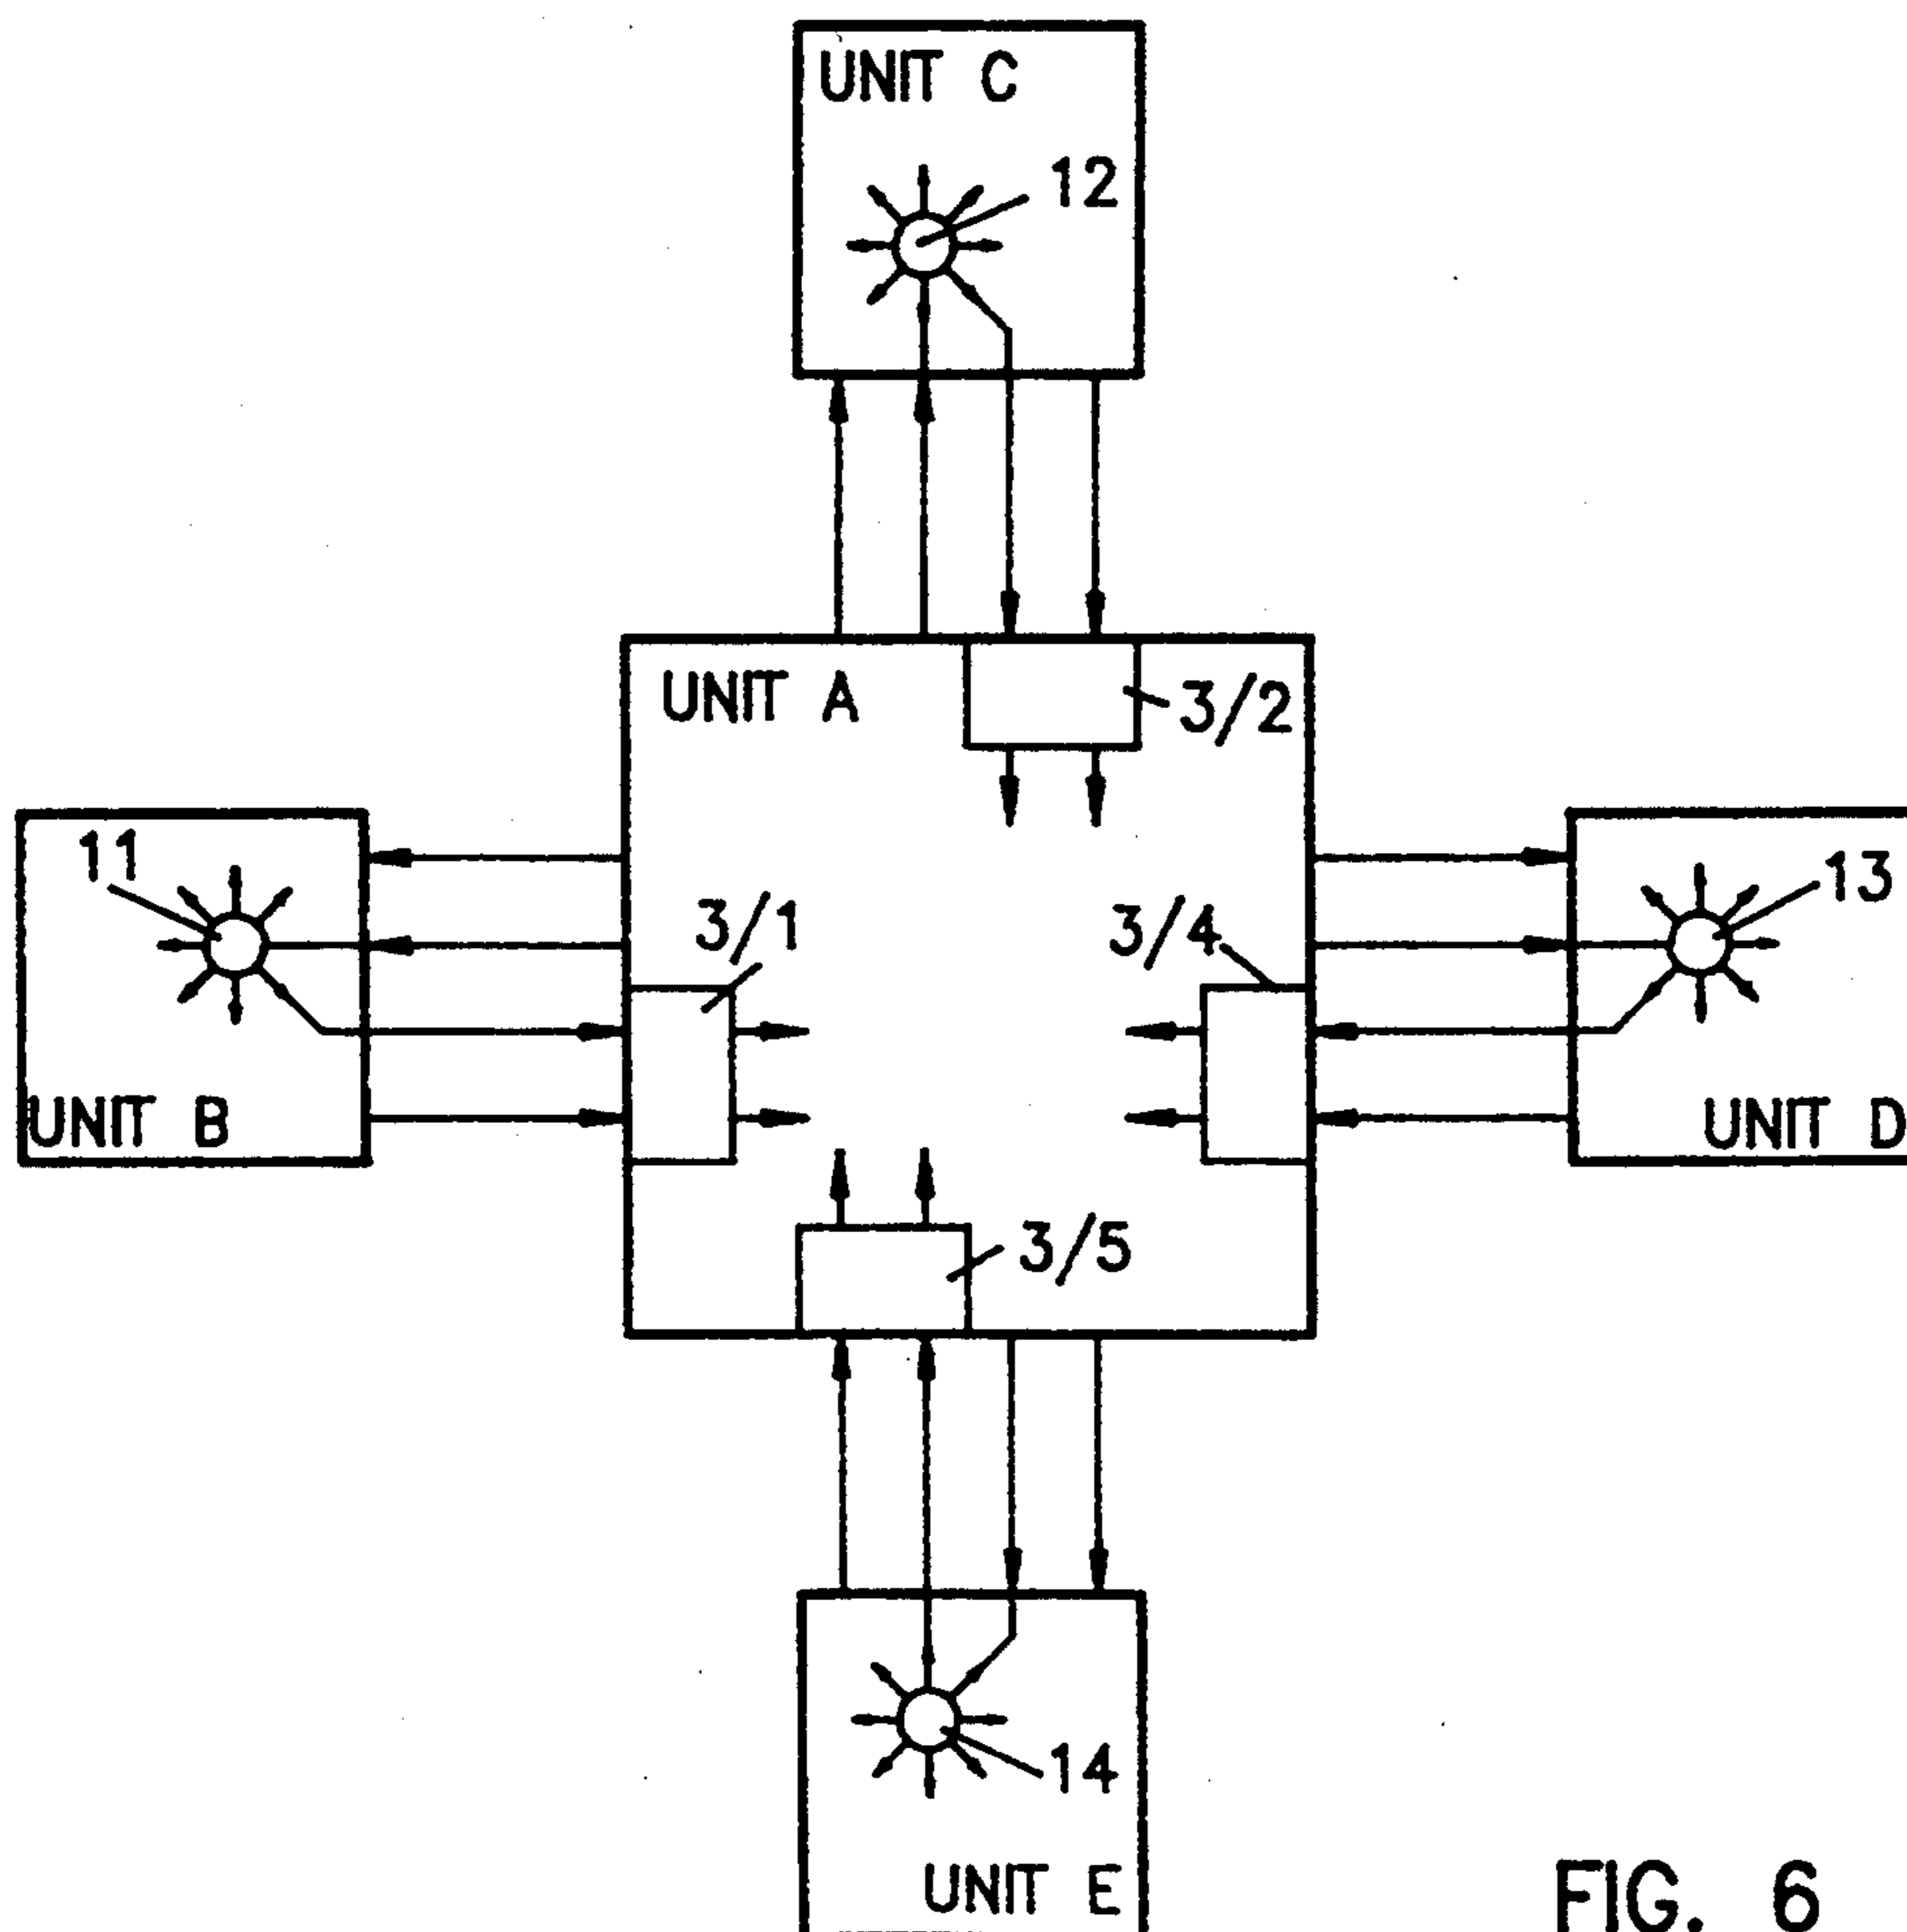 UNIT C
12
UNIT A
3/2
11
13
3/1
3/4
UNIT B
UNIT D
3/5
14
UNIT E
FIG. 6